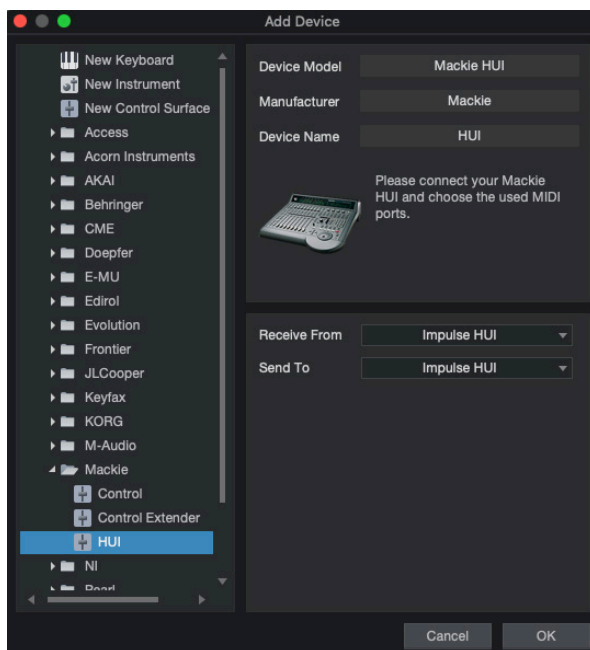 Add Device
New Keyboard
New Instrument
New Control Surface
Access
Acorn Instruments
AKAI
Behringer
CME
Doepfer
E-MU
Edirol
Evolution
Frontier
JLCooper
Keyfax
KORG
M-Audio
Mackie
Control
Control Extender
HUI
NI
Pearl
Device Model Mackie HUI
Manufacturer Mackie
Device Name HUI
Please connect your Mackie
HUI and choose the used MIDI
ports.
Receive From Impulse HUI
Send To Impulse HUI
Cancel OK